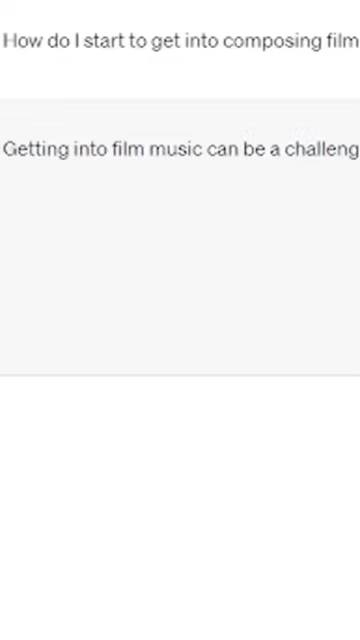 How do I start to get into composing film
Getting into film music can be a challeng